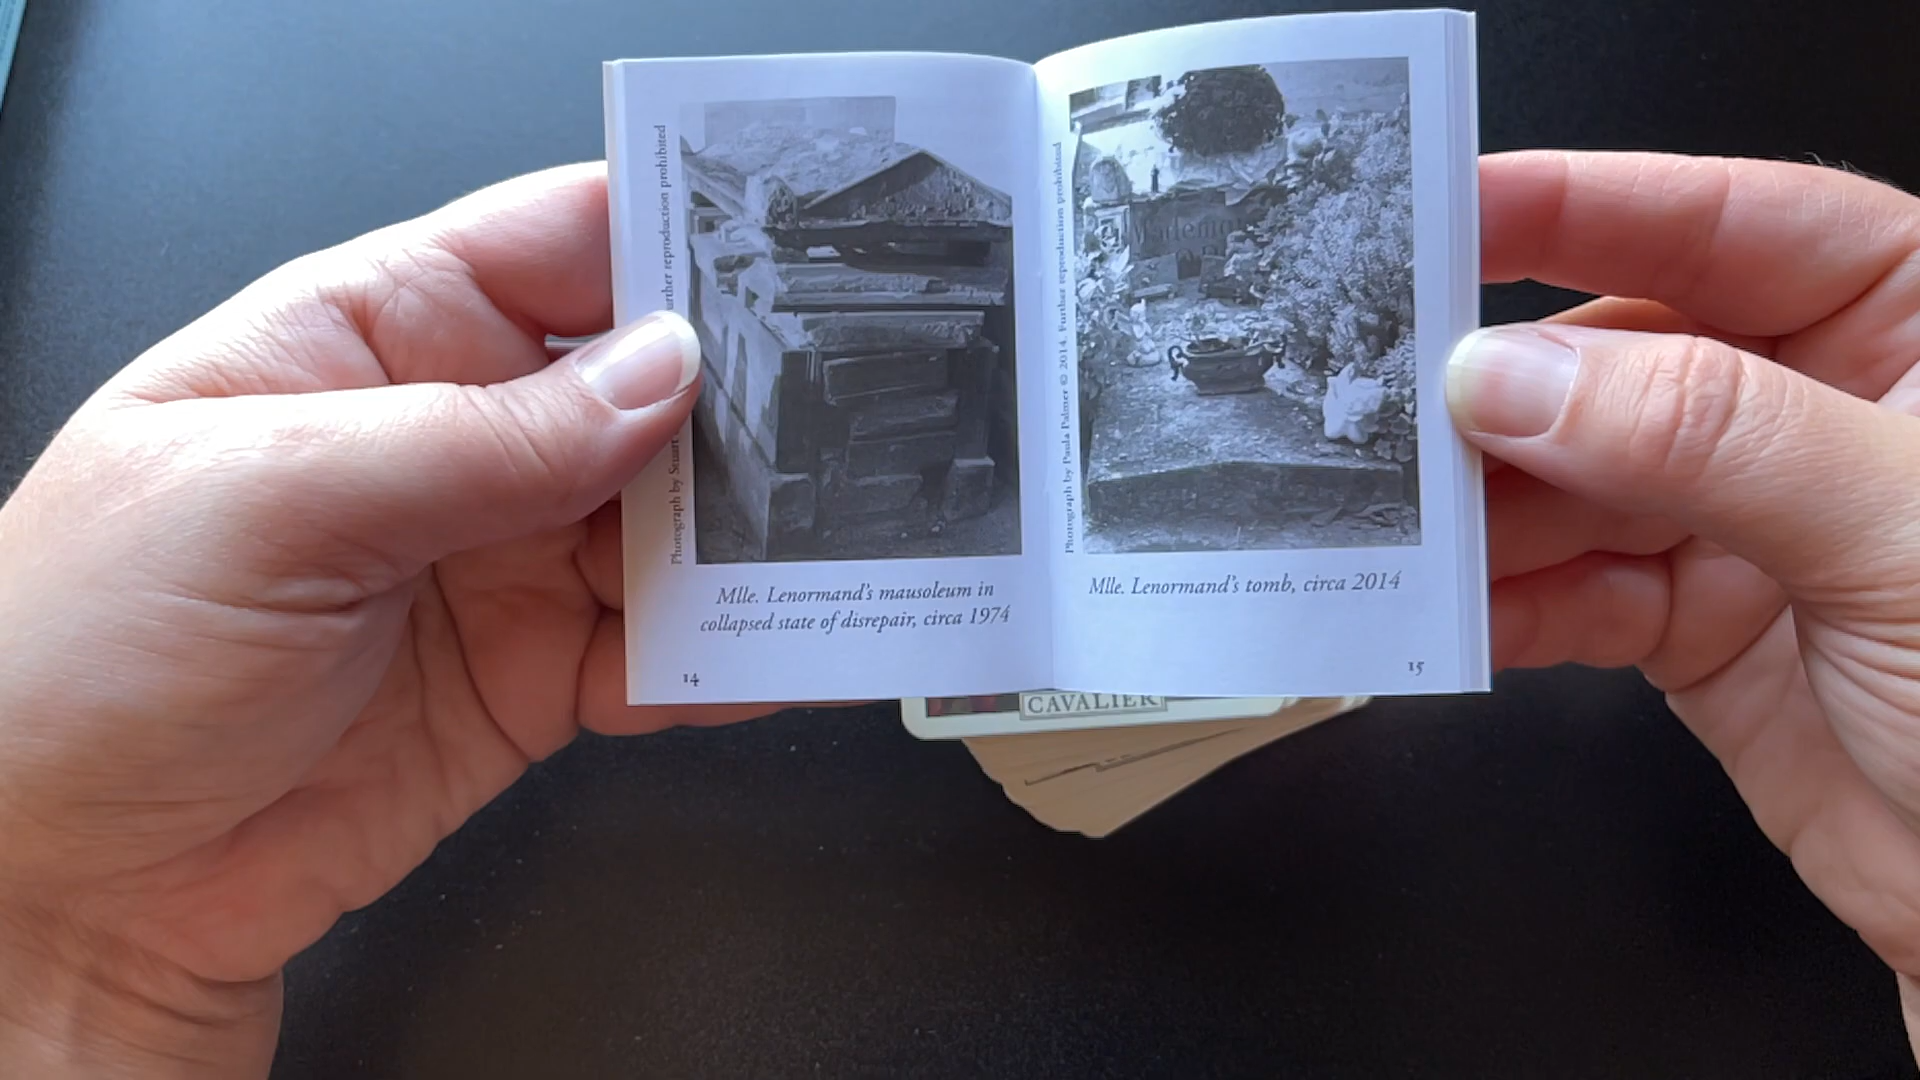 Photograph by Stuart
further reproduction prohibited
Mlle. Lenormand's mausoleum in
collapsed state of disrepair, circa 1974
14
Photograph by Paula Palmer © 2014. Further reproduction prohibited
Mademo
Mlle. Lenormand's tomb, circa 2014
15
CAVALIER